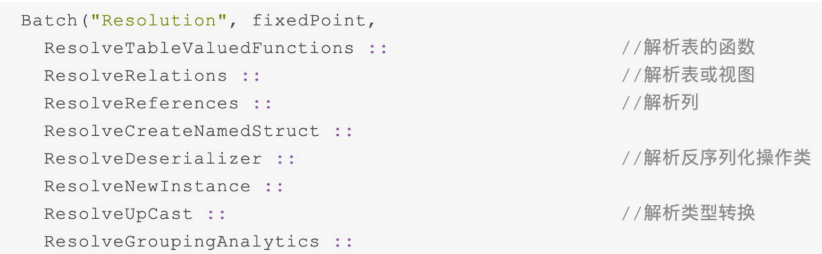 Batch("Resolution", fixedPoint,
ResolveTableValuedFunctions :: //解析表的函数
ResolveRelations :: //解析表或视图
ResolveReferences :: //解析列
ResolveCreateNamedStruct ::
ResolveDeserializer :: //解析反序列化操作类
ResolveNewInstance ::
ResolveUpCast :: //解析类型转换
ResolveGroupingAnalytics ::